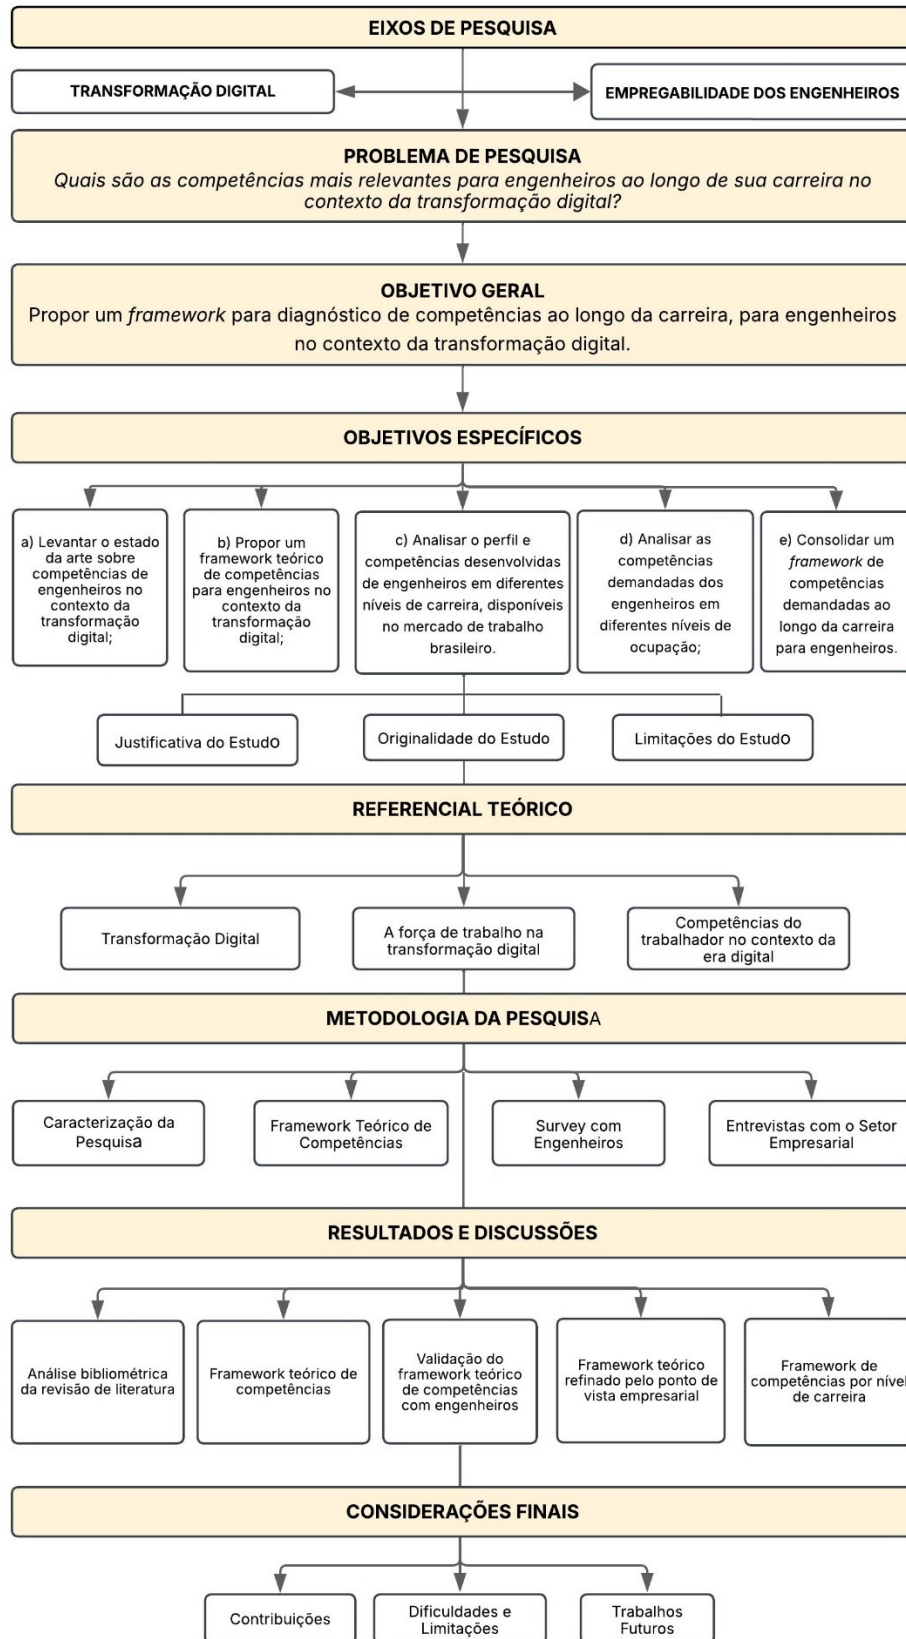 EIXOS DE PESQUISA
TRANSFORMAÇÃO DIGITAL
EMPREGABILIDADE DOS ENGENHEIROS
PROBLEMA DE PESQUISA
Quais são as competências mais relevantes para engenheiros ao longo de sua carreira no
contexto da transformação digital?
OBJETIVO GERAL
Propor um framework para diagnóstico de competências ao longo da carreira, para engenheiros
no contexto da transformação digital.
OBJETIVOS ESPECÍFICOS
a) Levantar o estado
da arte sobre
competências de
engenheiros no
contexto da
transformação
digital;
b) Propor um
framework teórico
de competências
para engenheiros no
contexto da
transformação
digital;
c) Analisar o perfil e
competências desenvolvidas
de engenheiros em diferentes
níveis de carreira, disponíveis
no mercado de trabalho
brasileiro.
d) Analisar as
competências
demandadas dos
engenheiros em
diferentes níveis de
ocupação;
e) Consolidar um
framework de
competências
demandadas ao
longo da carreira
para engenheiros.
Justificativa do Estudo
Originalidade do Estudo
Limitações do Estudo
REFERENCIAL TEÓRICO
Transformação Digital
A força de trabalho na
transformação digital
Competências do
trabalhador no contexto da
era digital
METODOLOGIA DA PESQUISA
Caracterização da
Pesquisa
Framework Teórico de
Competências
Survey com
Engenheiros
Entrevistas com o Setor
Empresarial
RESULTADOS E DISCUSSÕES
Análise bibliométrica
da revisão de literatura
Framework teórico de
competências
Validação do
framework teórico
de competências
com engenheiros
Framework teórico
refinado pelo ponto de
vista empresarial
Framework de
competências por nível
de carreira
CONSIDERAÇÕES FINAIS
Contribuições
Dificuldades e
Limitações
Trabalhos
Futuros